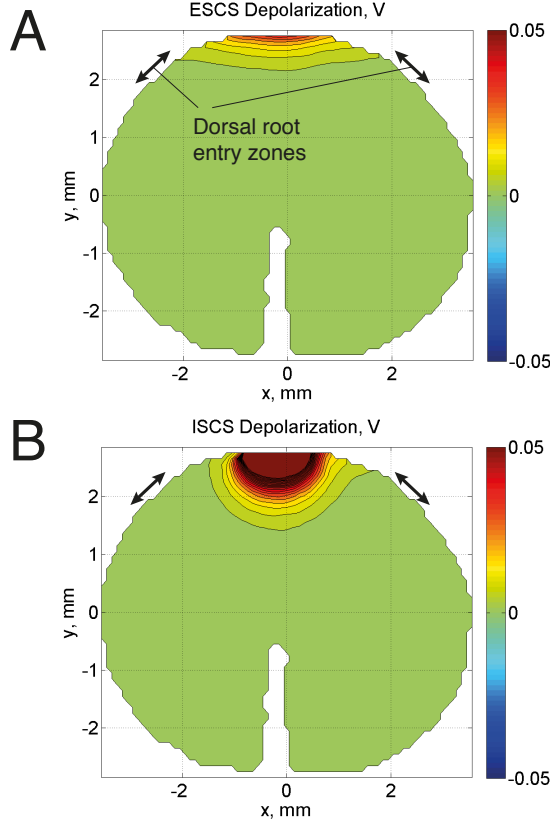 A
ESCS Depolarization, V
Dorsal root
entry zones
y, mm
2
1
0
-1
-2
-2
0
2
x, mm
0.05
0
-0.05
B
ISCS Depolarization, V
y, mm
2
1
0
-1
-2
-2
0
2
x, mm
0.05
0
-0.05